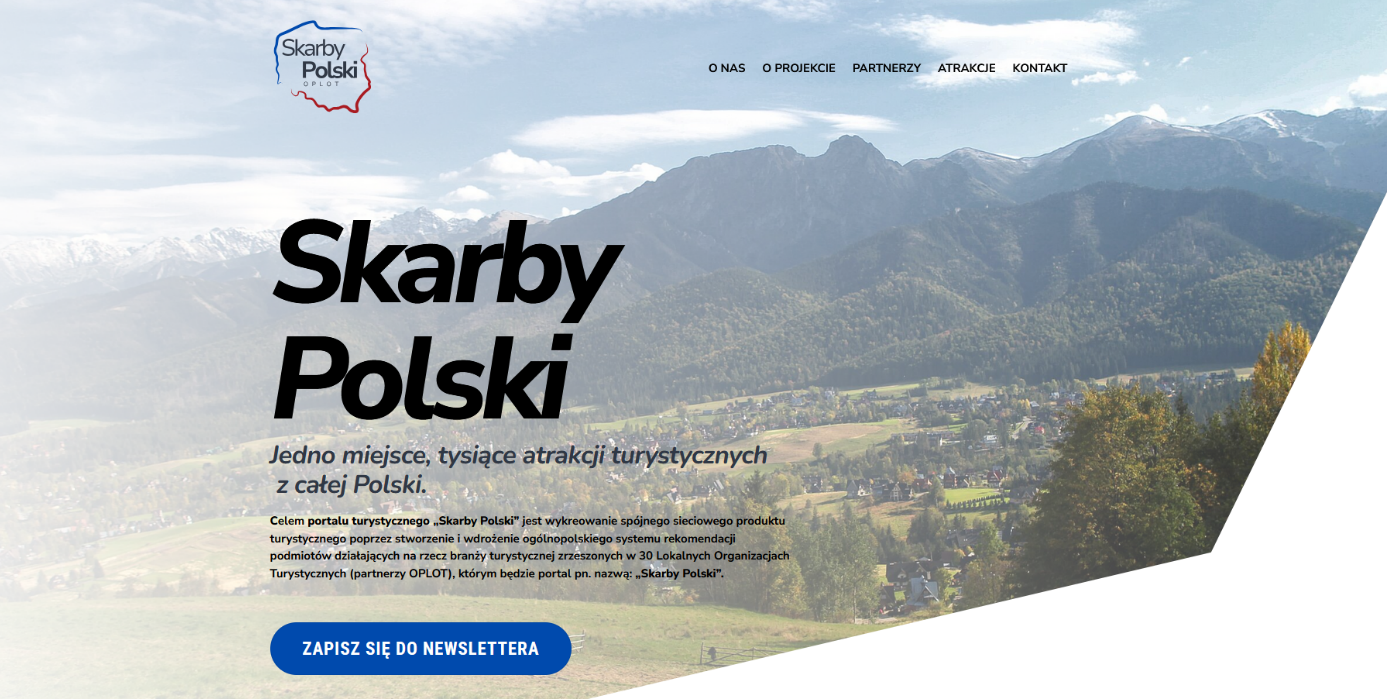 Skarby
Polski
OPLOT
O NAS O PROJEKCIE PARTNERZY ATRAKCJE KONTAKT
Skarby
Polski
Jedno miejsce, tysiące atrakcji turystycznych
z całej Polski.
Celem portalu turystycznego „Skarby Polski” jest wykreowanie spójnego sieciowego produktu
turystycznego poprzez stworzenie i wdrożenie ogólnopolskiego systemu rekomendacji
podmiotów działających na rzecz branży turystycznej zrzeszonych w 30 Lokalnych Organizacjach
Turystycznych (partnerzy OPLOT), którym będzie portal pn. nazwą: „Skarby Polski”.
ZAPISZ SIĘ DO NEWSLETTERA